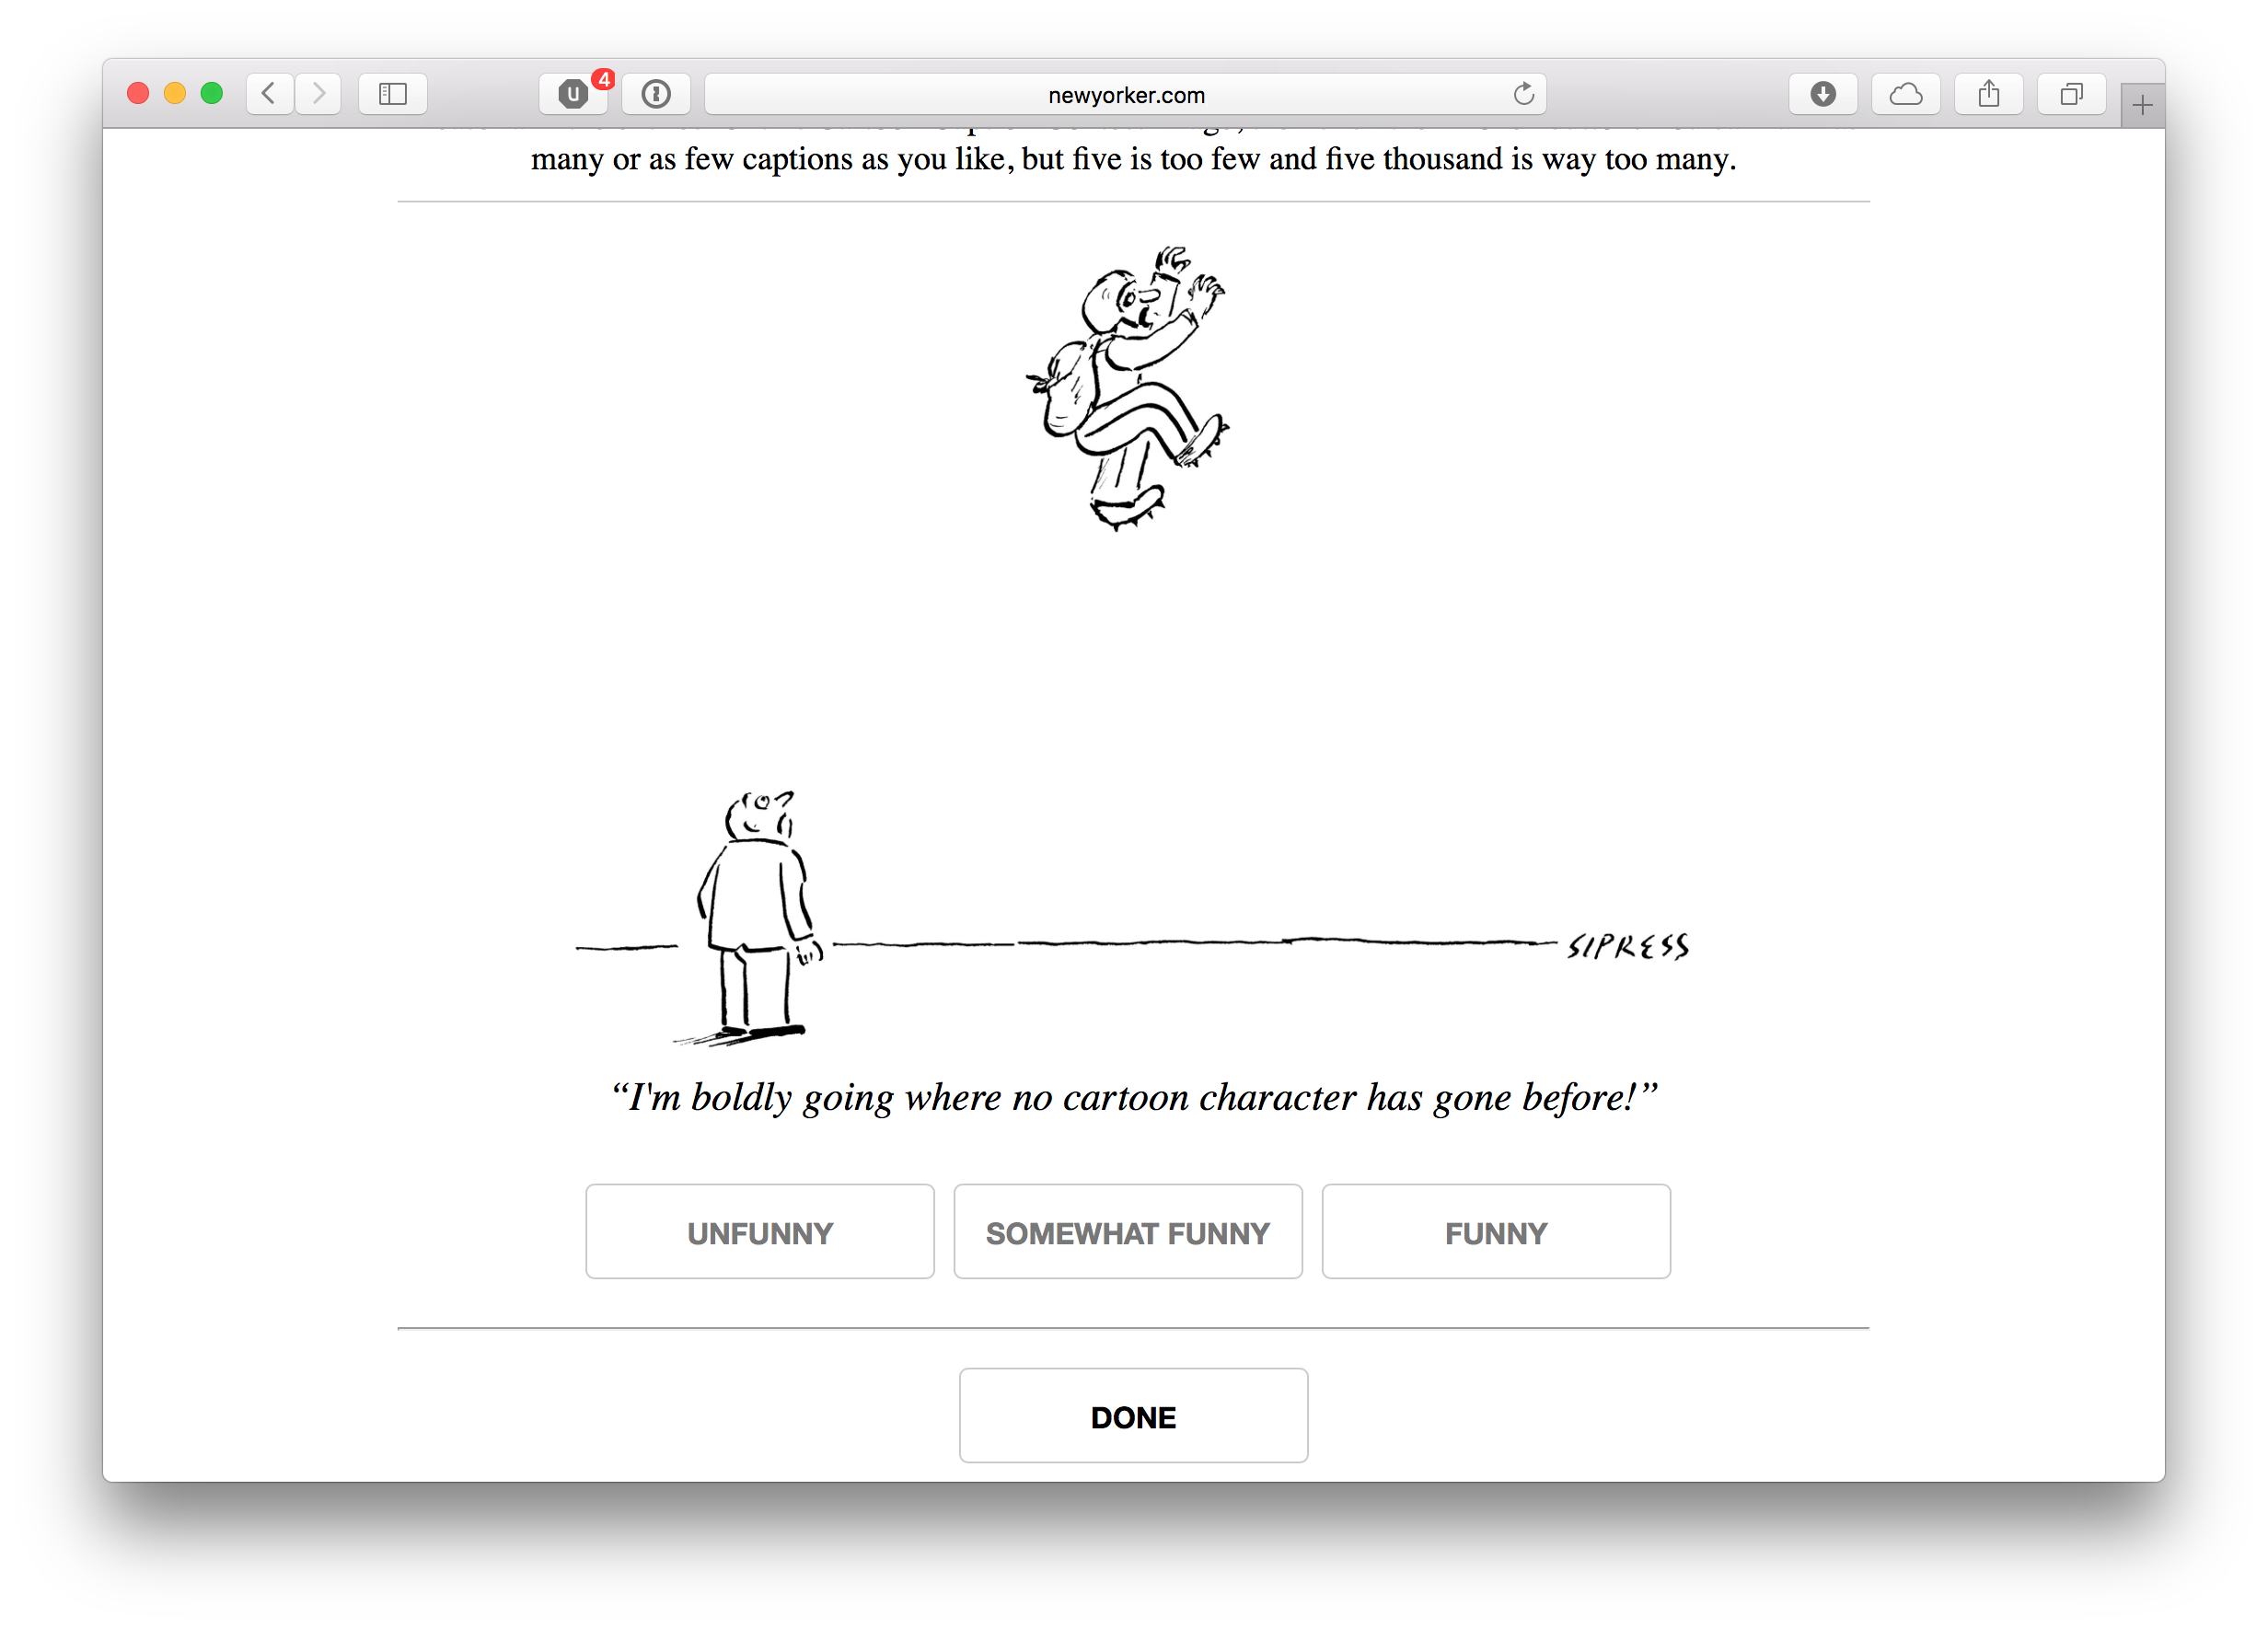 4
newyorker.com
many or as few captions as you like, but five is too few and five thousand is way too many.
SIPRESS
“I'm boldly going where no cartoon character has gone before!”
UNFUNNY
SOMEWHAT FUNNY
FUNNY
DONE